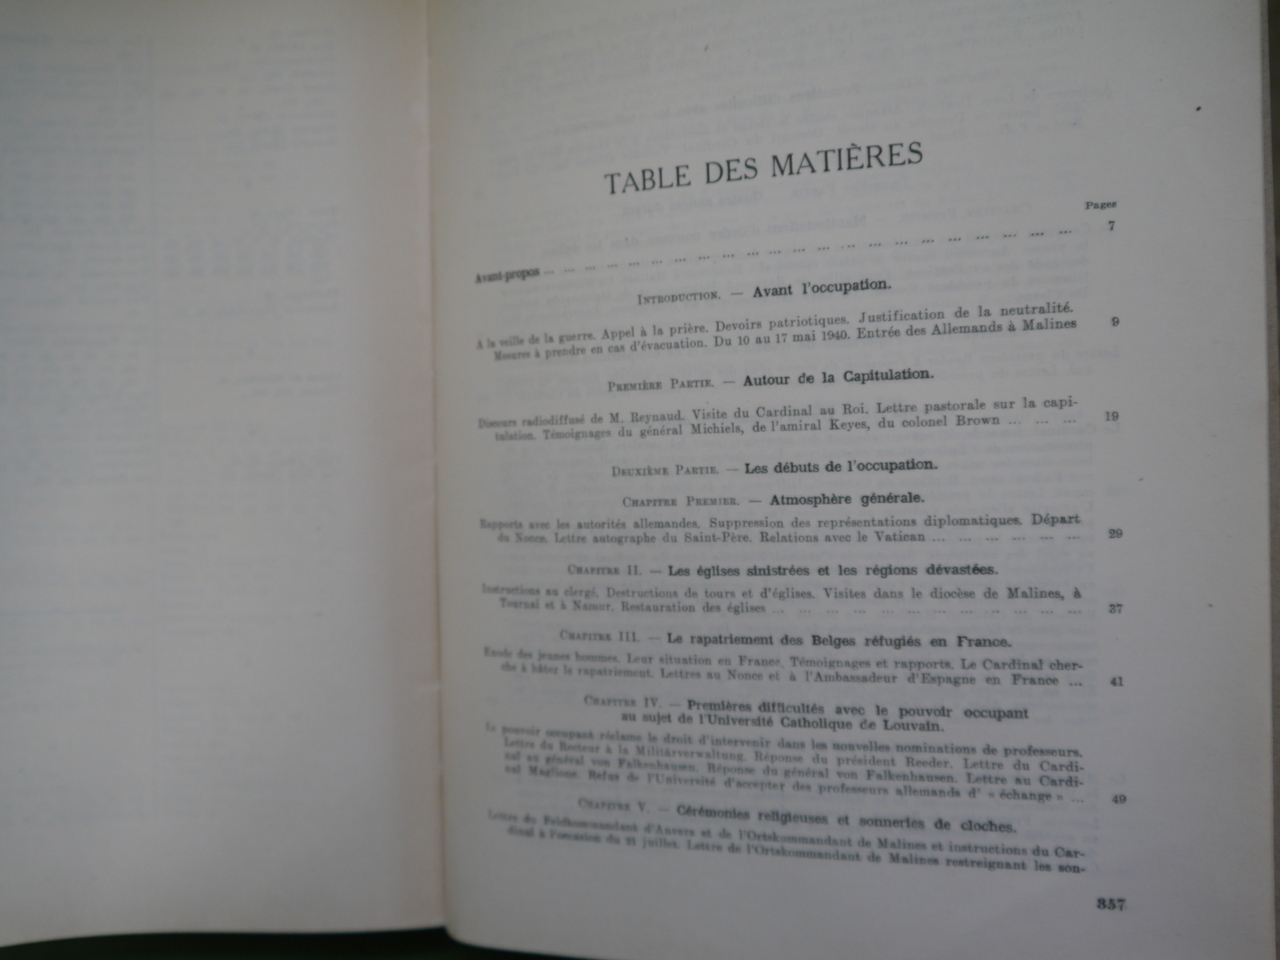 TABLE DES MATIÈRES
Pages
Avant-propos ... ... ... ... ... ... ... ... ... ... ... ... ... ... ... ... ... ... ... ... 7
INTRODUCTION. — Avant l'occupation.
A la veille de la guerre. Appel à la prière. Devoirs patriotiques. Justification de la neutralité.
Mesures à prendre en cas d'évacuation. Du 10 au 17 mai 1940. Entrée des Allemands à Malines 9
PREMIÈRE PARTIE. — Autour de la Capitulation.
Discours radiodiffusé de M. Reynaud. Visite du Cardinal au Roi. Lettre pastorale sur la capi-
tulation. Témoignages du général Michiels, de l'amiral Keyes, du colonel Brown ... ... ... 19
DEUXIÈME PARTIE. — Les débuts de l'occupation.
CHAPITRE PREMIER. — Atmosphère générale.
Rapports avec les autorités allemandes. Suppression des représentations diplomatiques. Départ
du Nonce. Lettre autographe du Saint-Père. Relations avec le Vatican ... ... ... ... ... ... 29
CHAPITRE II. — Les églises sinistrées et les régions dévastées.
Instructions au clergé. Destructions de tours et d'églises. Visites dans le diocèse de Malines, à
Tournai et à Namur. Restauration des églises ... ... ... ... ... ... ... ... ... ... ... ... 37
CHAPITRE III. — Le rapatriement des Belges réfugiés en France.
Exode des jeunes hommes. Leur situation en France. Témoignages et rapports. Le Cardinal cher-
che à hâter le rapatriement. Lettres au Nonce et à l'Ambassadeur d'Espagne en France ... 41
CHAPITRE IV. — Premières difficultés avec le pouvoir occupant
au sujet de l'Université Catholique de Louvain.
Le pouvoir occupant réclame le droit d'intervenir dans les nouvelles nominations de professeurs.
Lettre du Recteur à la Militärverwaltung. Réponse du président Reeder. Lettre du Cardi-
nal au général von Falkenhausen. Réponse du général von Falkenhausen. Lettre au Cardi-
nal Maglione. Refus de l'Université d'accepter des professeurs allemands d' « échange » ... 49
CHAPITRE V. — Cérémonies religieuses et sonneries de cloches.
Lettre du Feldkommandant d'Anvers et de l'Ortskommandant de Malines et instructions du Car-
dinal à l'occasion du 21 juillet. Lettre de l'Ortskommandant de Malines restreignant les son-
357